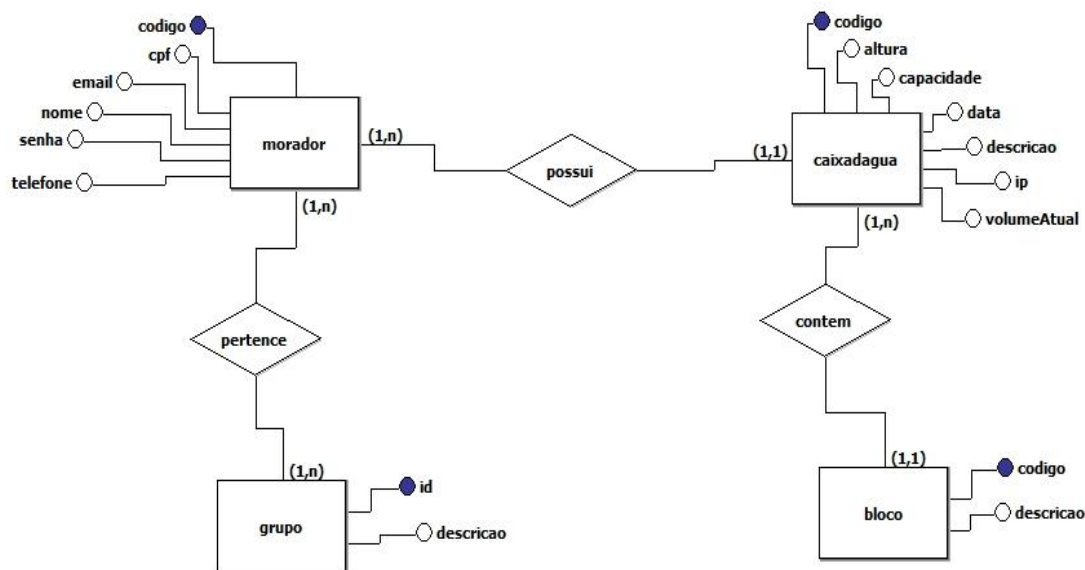 codigo
cpf
email
nome
senha
telefone
morador
(1,n)
(1,n)
possui
(1,1)
codigo
altura
capacidade
data
descricao
ip
volumeAtual
caixadagua
(1,n)
pertence
contem
(1,n)
grupo
id
descricao
(1,1)
bloco
codigo
descricao